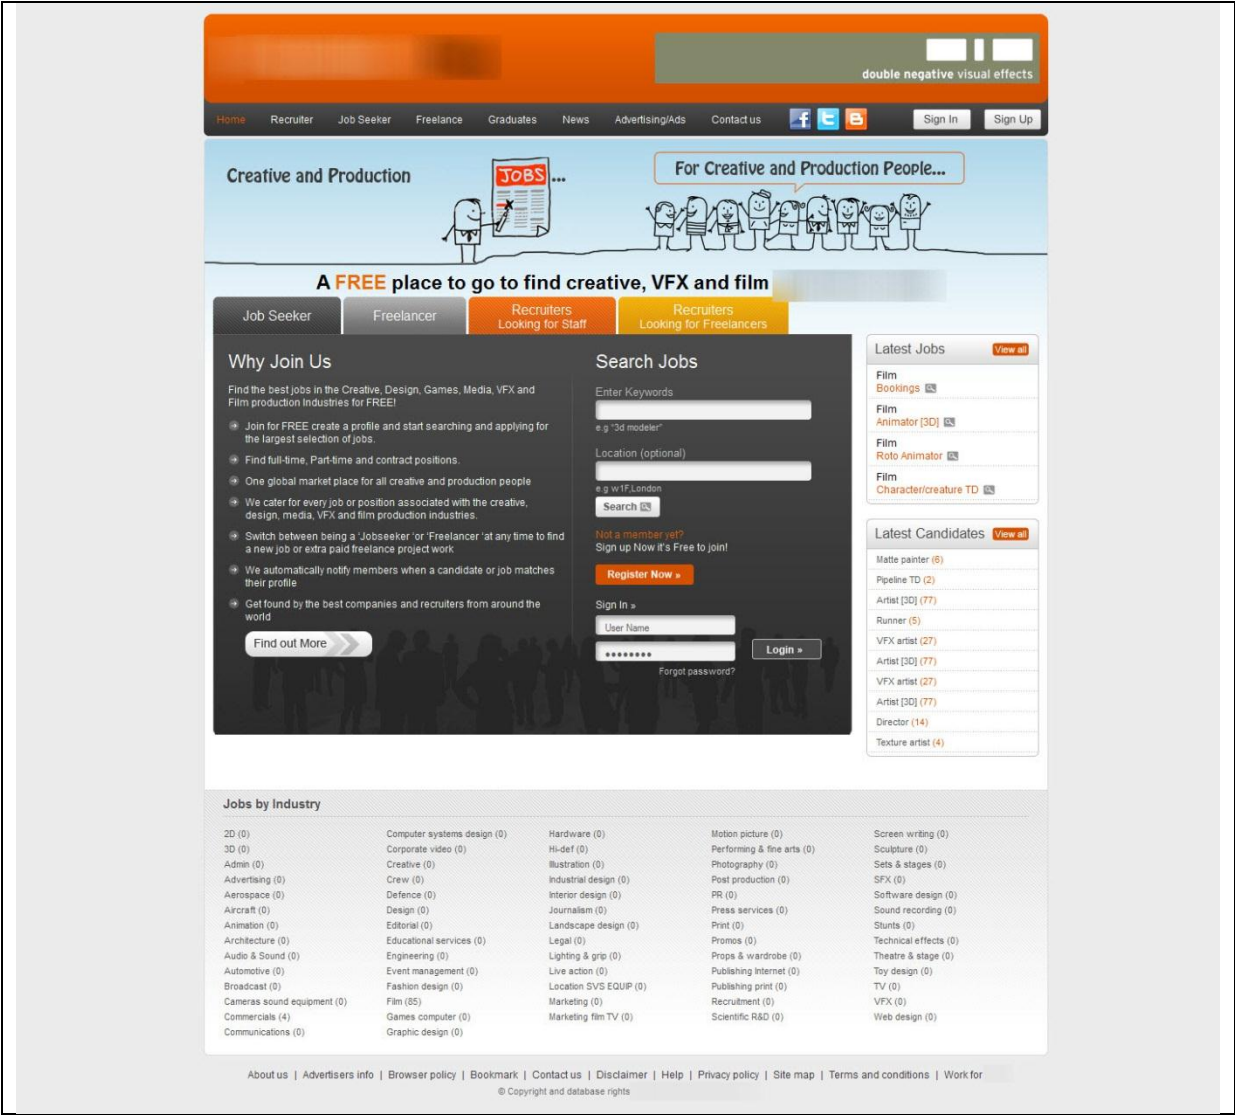 double negative visual effects
Home Recruiter Job Seeker Freelance Graduates News Advertising/Ads Contact us Sign In Sign Up
Creative and Production
JOBS
...
For Creative and Production People...
A FREE place to go to find creative, VFX and film
Job Seeker
Freelancer
Recruiters
Looking for Staff
Recruiters
Looking for Freelancers
Why Join Us
Find the best jobs in the Creative, Design, Games, Media, VFX and
Film production Industries for FREE!
Join for FREE create a profile and start searching and applying for
the largest selection of jobs.
Find full-time, Part-time and contract positions.
One global market place for all creative and production people
We cater for every job or position associated with the creative,
design, media, VFX and film production industries.
Switch between being a 'Jobseeker 'or 'Freelancer 'at any time to find
a new job or extra paid freelance project work
We automatically notify members when a candidate or job matches
their profile
Get found by the best companies and recruiters from around the
world
Find out More
Search Jobs
Enter Keywords
e.g "3d modeler"
Location (optional)
e.g w1F,London
Search
Not a member yet?
Sign up Now it's Free to join!
Register Now »
Sign In »
User Name
Login »
Forgot password?
Latest Jobs View all
Film
Bookings
Film
Animator [3D]
Film
Roto Animator
Film
Character/creature TD
Latest Candidates View all
Matte painter (6)
Pipeline TD (2)
Artist [3D] (77)
Runner (5)
VFX artist (27)
Artist [3D] (77)
VFX artist (27)
Artist [3D] (77)
Director (14)
Texture artist (4)
Jobs by Industry
2D (0)
3D (0)
Admin (0)
Advertising (0)
Aerospace (0)
Aircraft (0)
Animation (0)
Architecture (0)
Audio & Sound (0)
Automotive (0)
Broadcast (0)
Cameras sound equipment (0)
Commercials (4)
Communications (0)
Computer systems design (0)
Corporate video (0)
Creative (0)
Crew (0)
Defence (0)
Design (0)
Editorial (0)
Educational services (0)
Engineering (0)
Event management (0)
Fashion design (0)
Film (85)
Games computer (0)
Graphic design (0)
Hardware (0)
Hi-def (0)
Illustration (0)
Industrial design (0)
Interior design (0)
Journalism (0)
Landscape design (0)
Legal (0)
Lighting & grip (0)
Live action (0)
Location SVS EQUIP (0)
Marketing (0)
Marketing film TV (0)
Motion picture (0)
Performing & fine arts (0)
Photography (0)
Post production (0)
PR (0)
Press services (0)
Print (0)
Promos (0)
Props & wardrobe (0)
Publishing Internet (0)
Publishing print (0)
Recruitment (0)
Scientific R&D (0)
Screen writing (0)
Sculpture (0)
Sets & stages (0)
SFX (0)
Software design (0)
Sound recording (0)
Stunts (0)
Technical effects (0)
Theatre & stage (0)
Toy design (0)
TV (0)
VFX (0)
Web design (0)
About us | Advertisers info | Browser policy | Bookmark | Contact us | Disclaimer | Help | Privacy policy | Site map | Terms and conditions | Work for
© Copyright and database rights